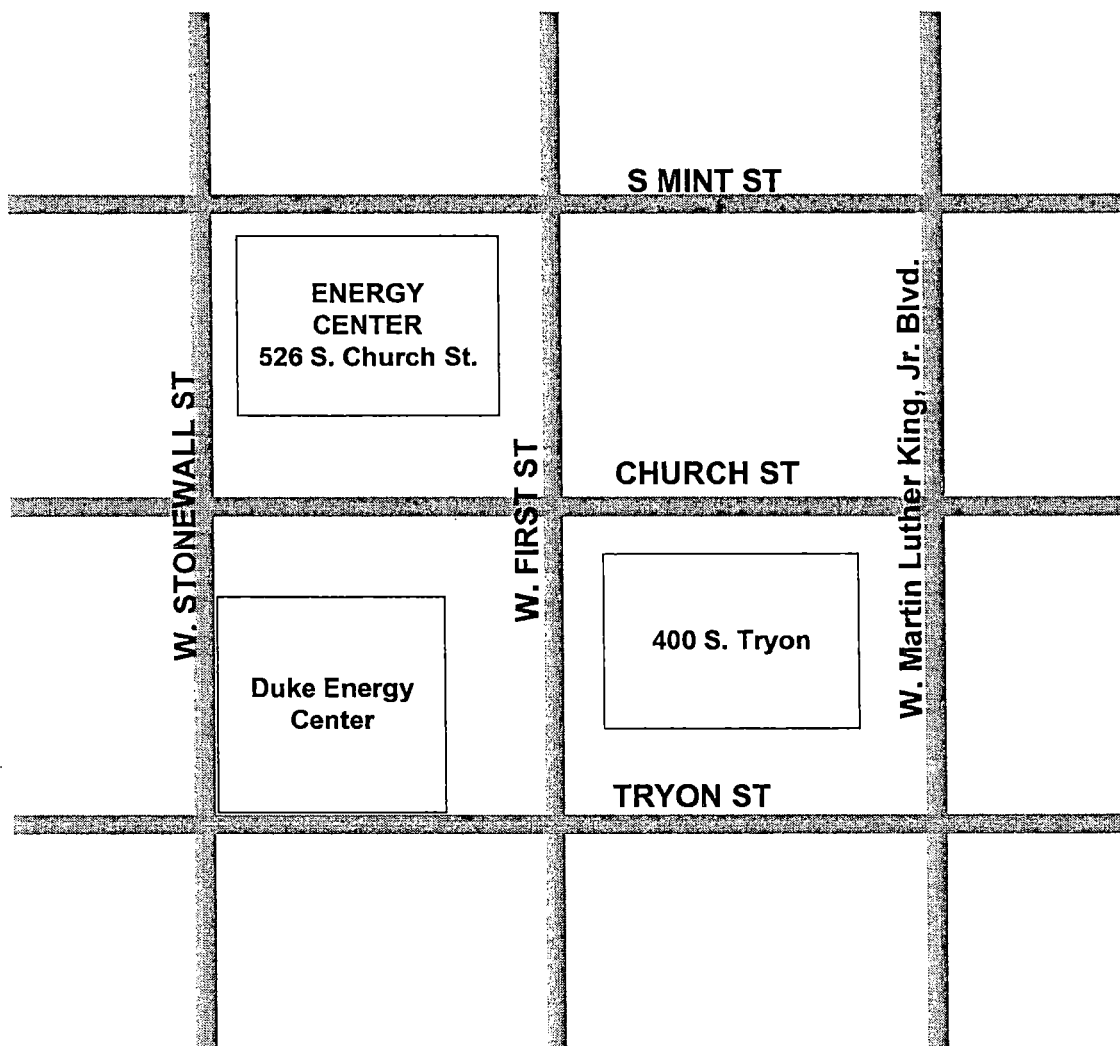 S MINT ST
ENERGY
CENTER
526 S. Church St.
W. STONEWALL ST
W. FIRST ST
CHURCH ST
W. Martin Luther King, Jr. Blvd.
400 S. Tryon
Duke Energy
Center
TRYON ST